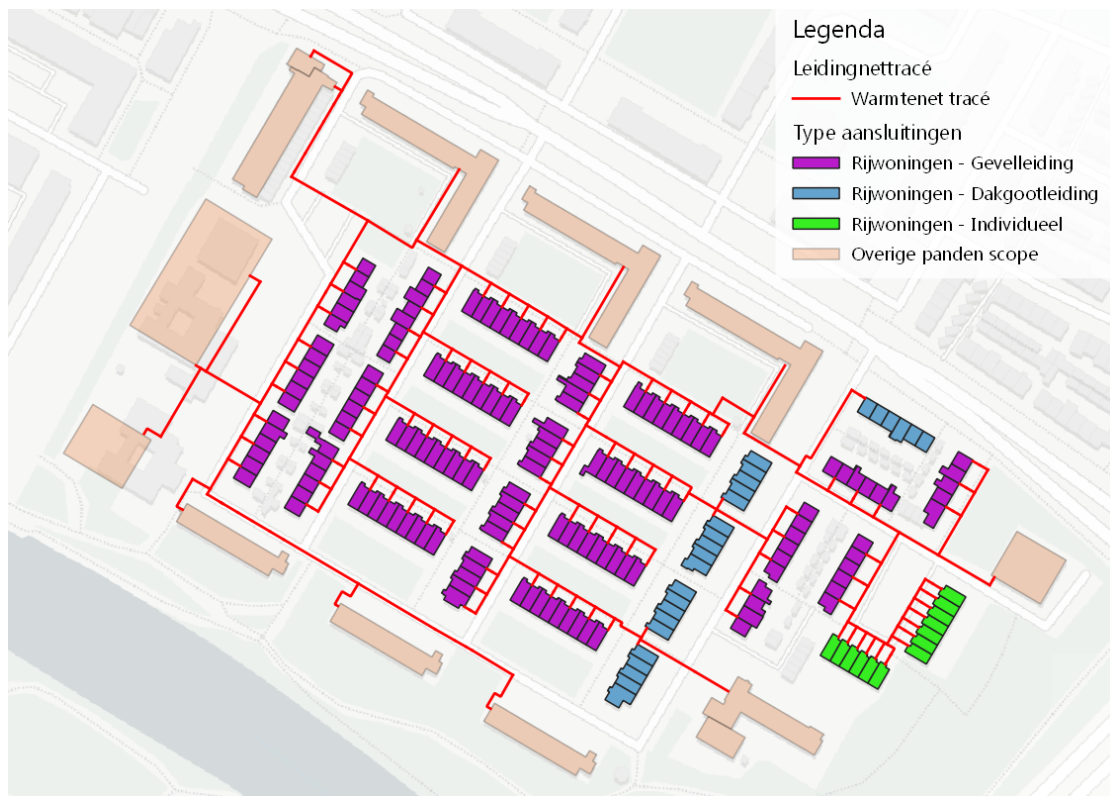 Legenda
Leidingnettracé
Warmtenet tracé
Type aansluitingen
Rijwoningen - Gevelleiding
Rijwoningen - Dakgootleiding
Rijwoningen - Individueel
Overige panden scope